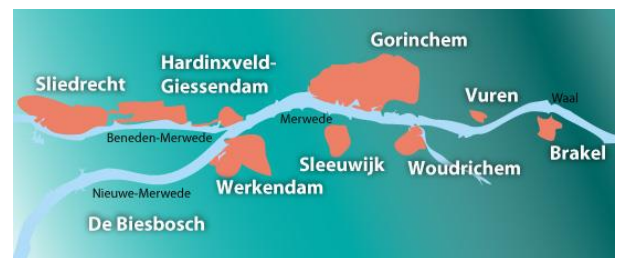 Gorinchem
Hardinxveld-
Giessendam
Sliedrecht
Vuren
Waal
Merwede
Beneden-Merwede
Brakel
Sleeuwijk
Woudrichem
Werkendam
Nieuwe-Merwede
De Biesbosch